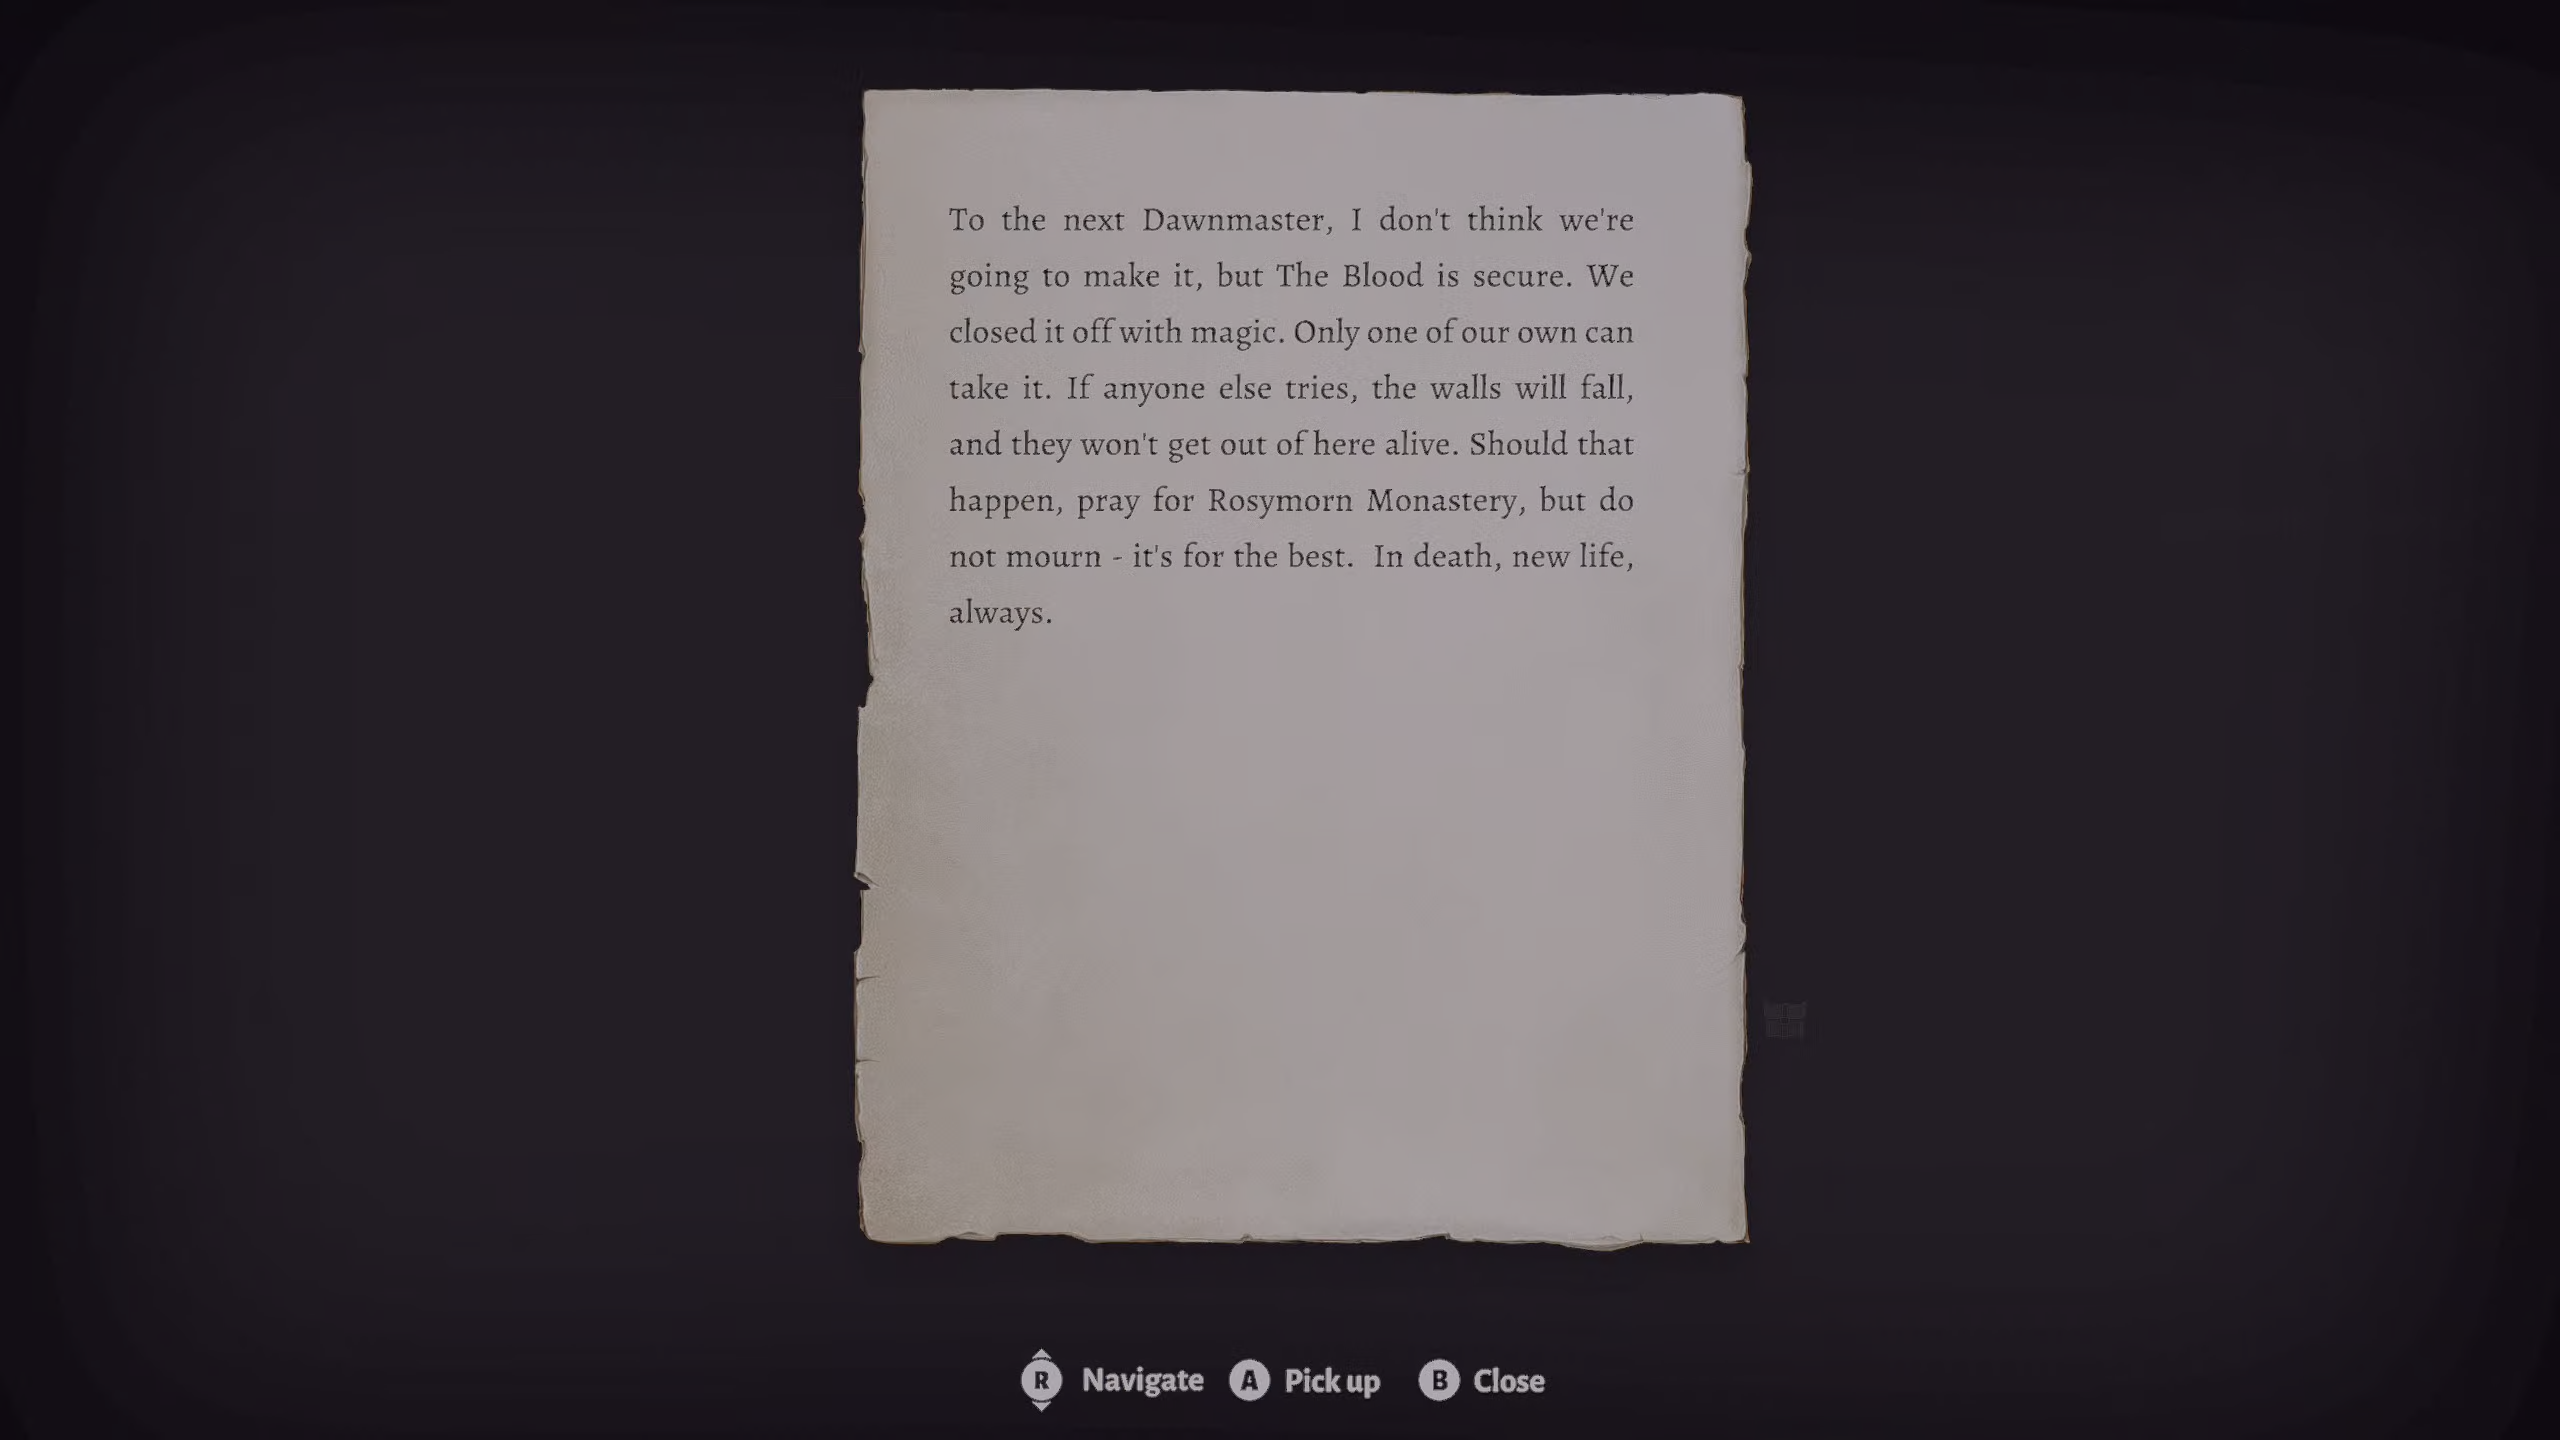 To the next Dawnmaster, I don't think we're
going to make it, but The Blood is secure. We
closed it off with magic. Only one of our own can
take it. If anyone else tries, the walls will fall,
and they won't get out of here alive. Should that
happen, pray for Rosymorn Monastery, but do
not mourn - it's for the best.  In death, new life,
always.
R Navigate A Pick up B Close